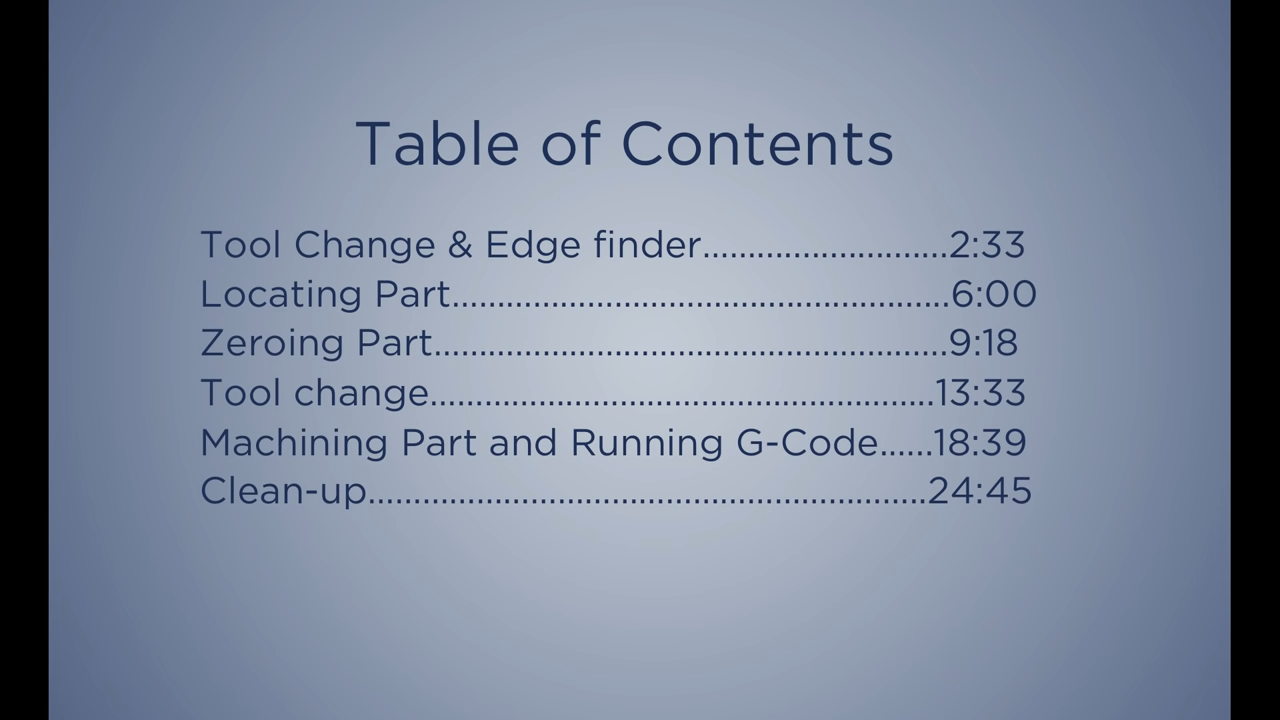 Table of Contents
Tool Change & Edge finder...........................2:33
Locating Part.......................................................6:00
Zeroing Part.........................................................9:18
Tool change........................................................13:33
Machining Part and Running G-Code......18:39
Clean-up..............................................................24:45